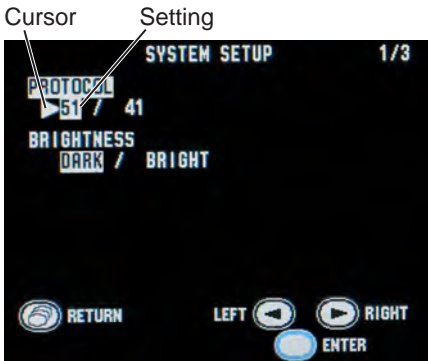 Cursor Setting
SYSTEM SETUP 1/3
PROTOCOL
51 / 41
BRIGHTNESS
DARK / BRIGHT
RETURN LEFT RIGHT
ENTER